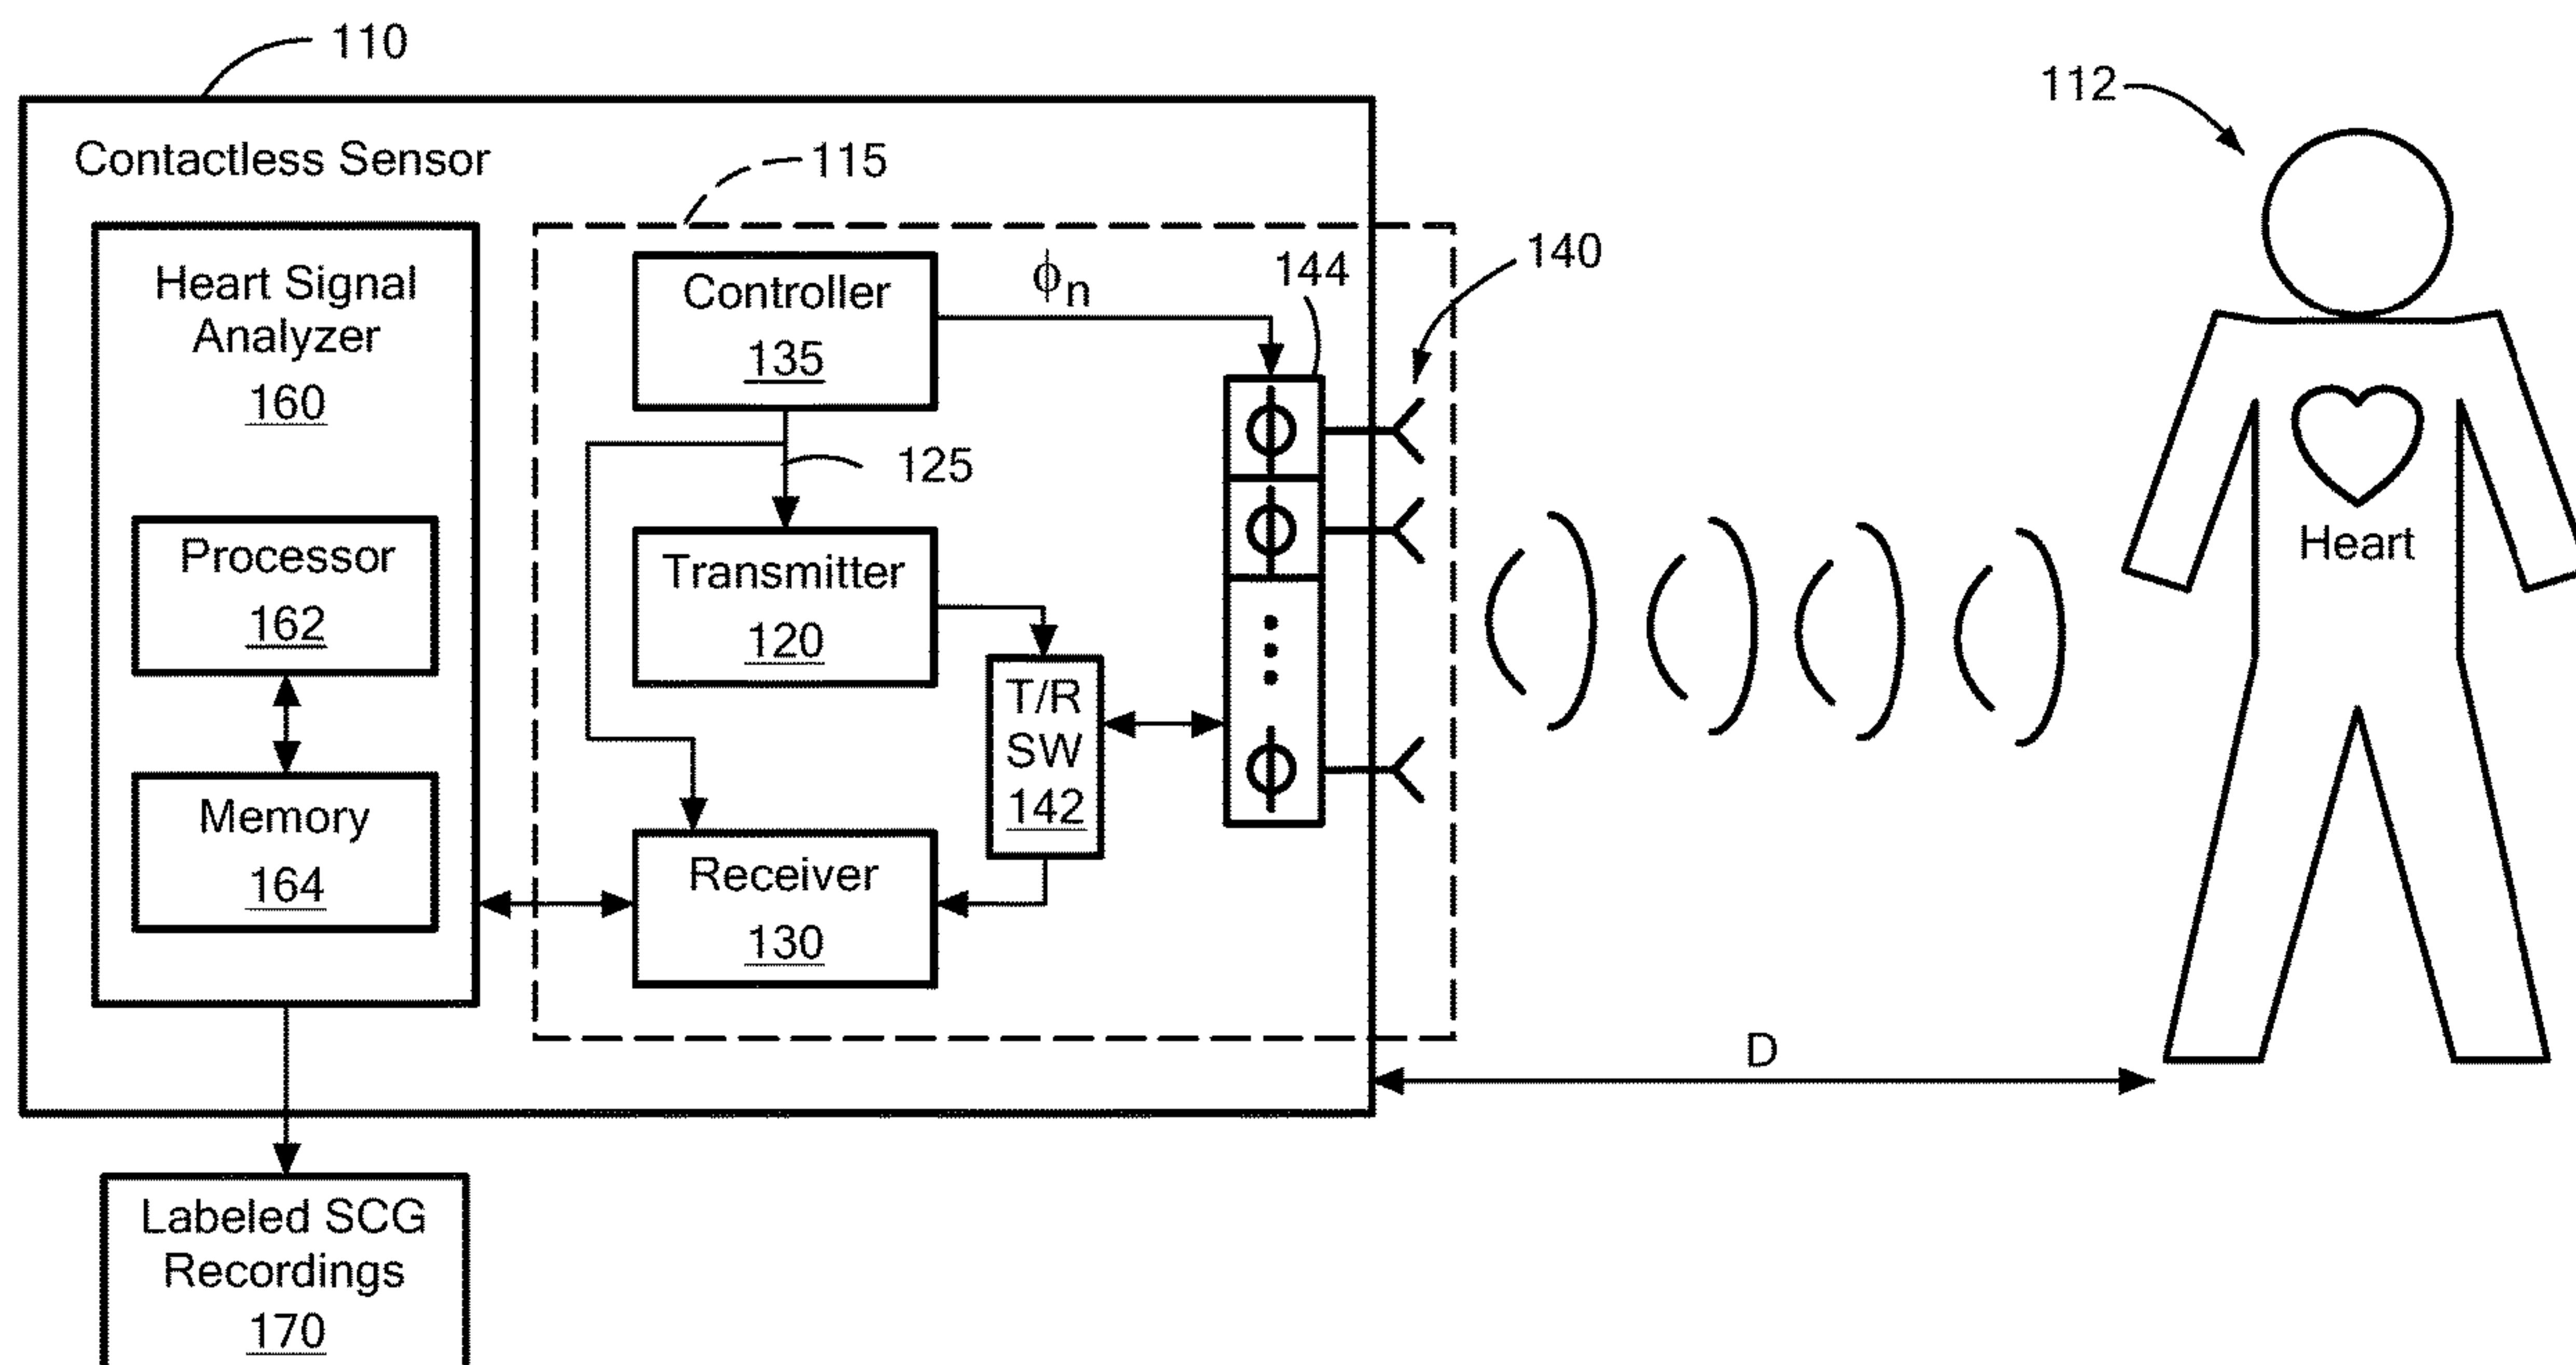 110
112
Contactless Sensor
115
140
Heart Signal
Analyzer
160
Controller
135
ϕn
144
125
Processor
162
Transmitter
120
Heart
T/R
SW
142
Memory
164
Receiver
130
D
Labeled SCG
Recordings
170